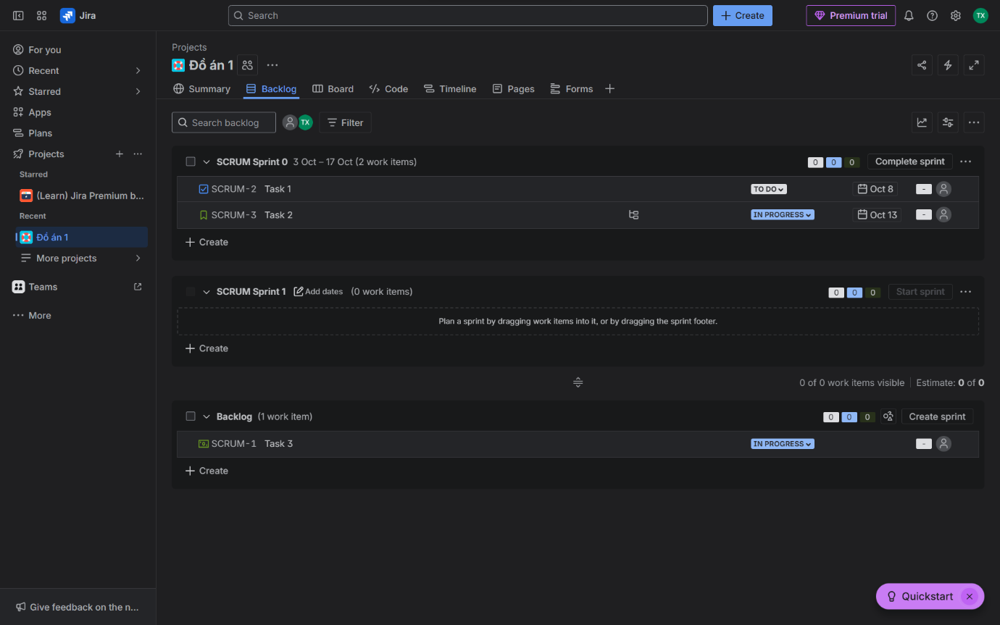 Jira
Search
Create
Premium trial
TX
For you
Recent
Starred
Apps
Plans
Projects
Starred
(Learn) Jira Premium b...
Recent
Đồ án 1
More projects
Teams
More
Give feedback on the n...
Projects
Đồ án 1
Summary
Backlog
Board
Code
Timeline
Pages
Forms
Search backlog
TX
Filter
SCRUM Sprint 0 3 Oct – 17 Oct (2 work items)
0 0 0
Complete sprint
SCRUM-2 Task 1 TO DO Oct 8 -
SCRUM-3 Task 2 IN PROGRESS Oct 13 -
Create
SCRUM Sprint 1 Add dates (0 work items)
0 0 0
Start sprint
Plan a sprint by dragging work items into it, or by dragging the sprint footer.
Create
0 of 0 work items visible Estimate: 0 of 0
Backlog (1 work item)
0 0 0
Create sprint
SCRUM-1 Task 3 IN PROGRESS -
Create
Quickstart